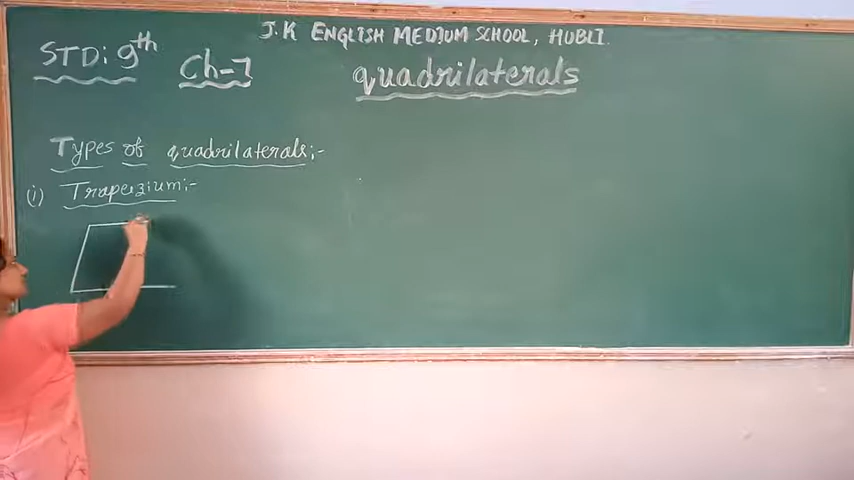 J.K ENGLISH MEDIUM SCHOOL, HUBLI
STD: 9th Ch-7
quadrilaterals
Types of quadrilaterals:-
(i) Trapezium:-